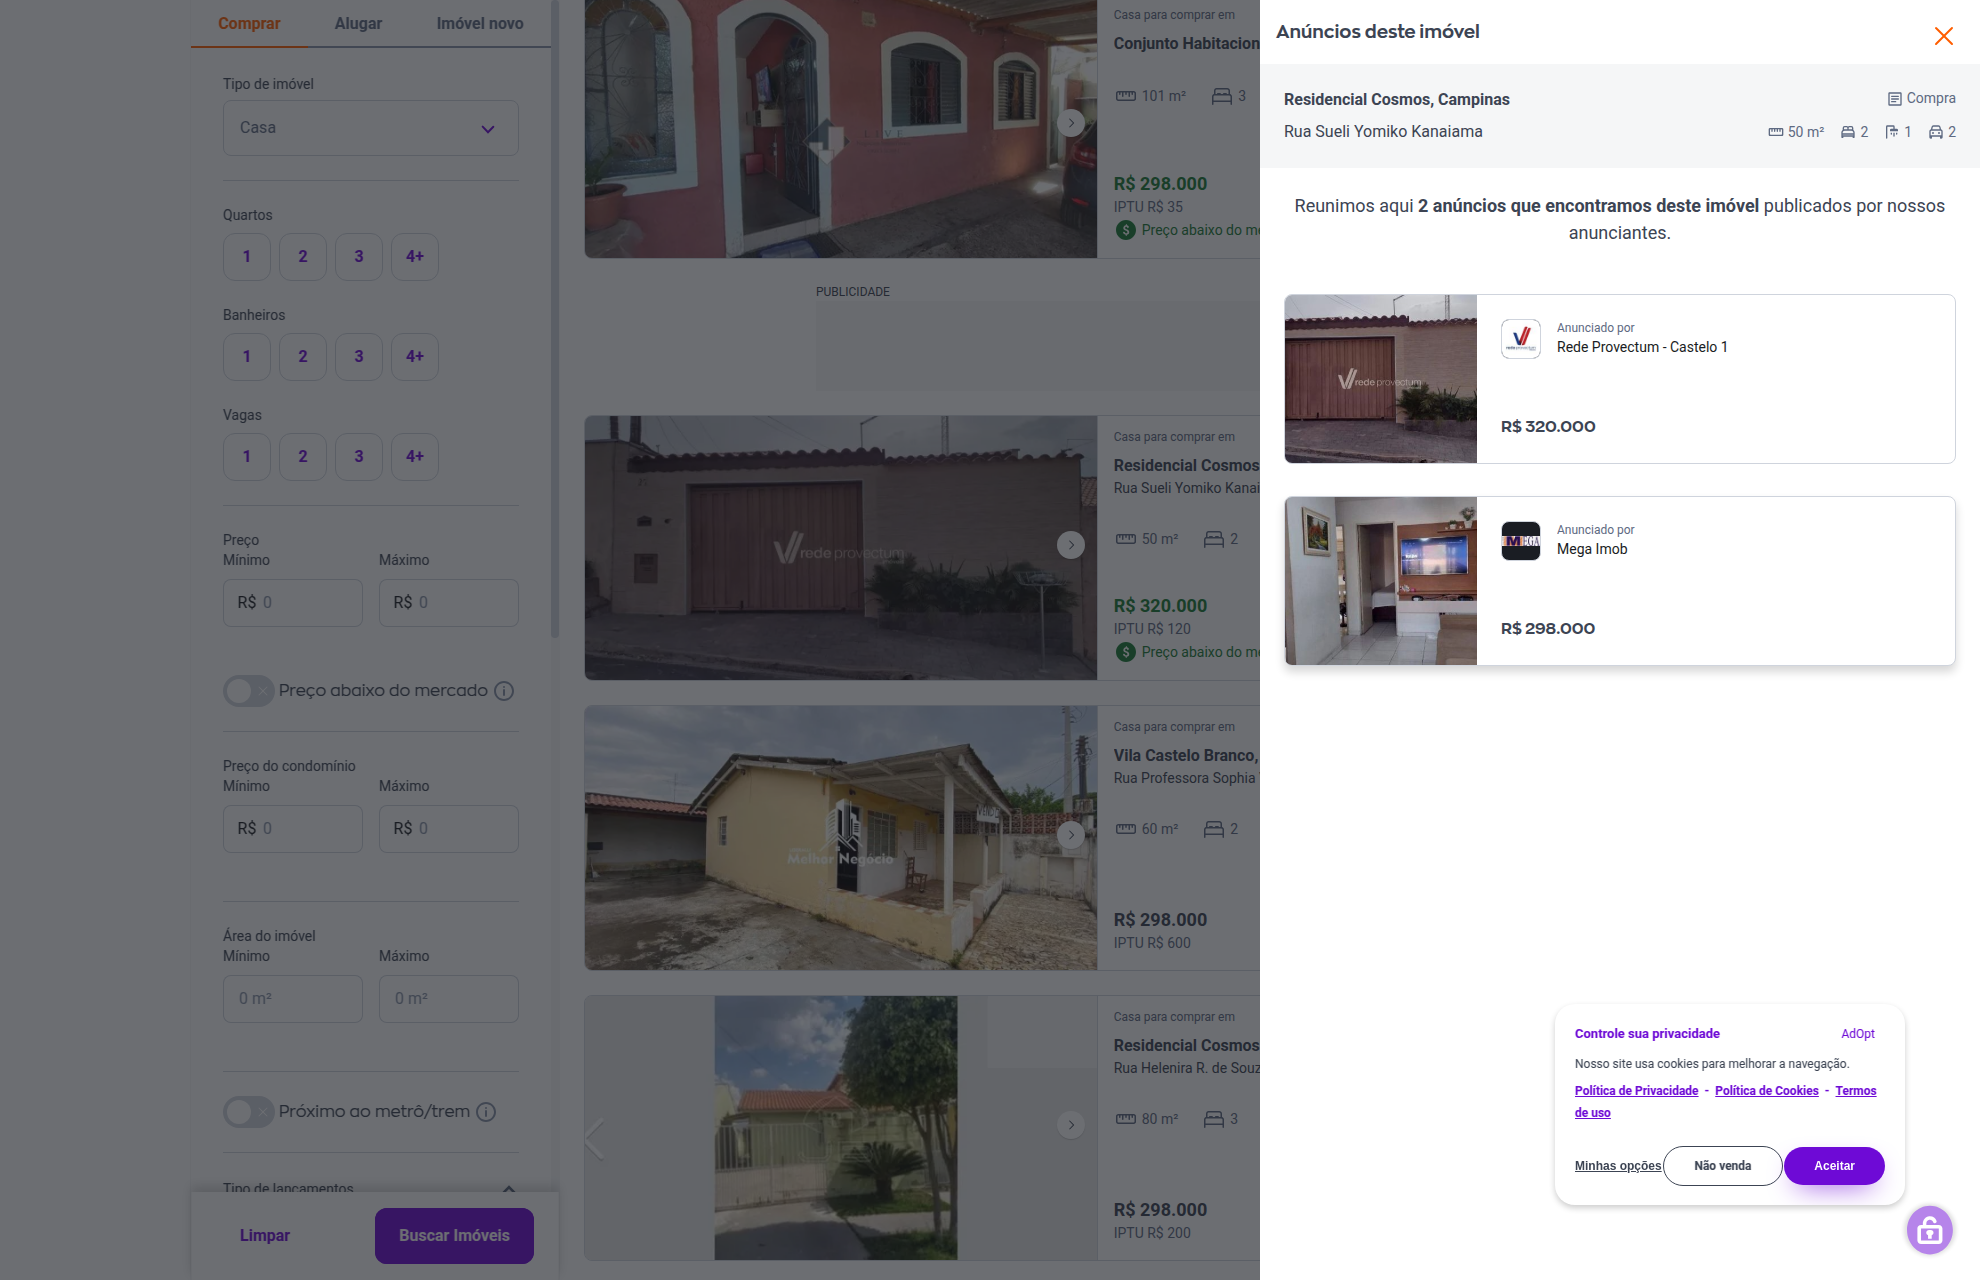 Comprar
Alugar
Imóvel novo
Tipo de imóvel
Casa
Quartos
1
2
3
4+
Banheiros
1
2
3
4+
Vagas
1
2
3
4+
Preço
Mínimo
Máximo
R$ 0
R$ 0
Preço abaixo do mercado
Preço do condomínio
Mínimo
Máximo
R$ 0
R$ 0
Área do imóvel
Mínimo
Máximo
0 m²
0 m²
Próximo ao metrô/trem
Tipo de lançamentos
Limpar
Buscar Imóveis
LIVE
Casa para comprar em
Conjunto Habitacion
101 m²
3
R$ 298.000
IPTU R$ 35
Preço abaixo do me
PUBLICIDADE
rede provectum
Casa para comprar em
Residencial Cosmos
Rua Sueli Yomiko Kanai
50 m²
2
R$ 320.000
IPTU R$ 120
Preço abaixo do me
Melhor Negócio
Casa para comprar em
Vila Castelo Branco,
Rua Professora Sophia
60 m²
2
R$ 298.000
IPTU R$ 600
Casa para comprar em
Residencial Cosmos
Rua Helenira R. de Souz
80 m²
3
R$ 298.000
IPTU R$ 200
Anúncios deste imóvel
Residencial Cosmos, Campinas
Compra
Rua Sueli Yomiko Kanaiama
50 m²
2
1
2
Reunimos aqui 2 anúncios que encontramos deste imóvel publicados por nossos
anunciantes.
rede provectum
Anunciado por
Rede Provectum - Castelo 1
R$ 320.000
MEGA
Anunciado por
Mega Imob
R$ 298.000
Controle sua privacidade
AdOpt
Nosso site usa cookies para melhorar a navegação.
Política de Privacidade - Política de Cookies - Termos
de uso
Minhas opções
Não venda
Aceitar